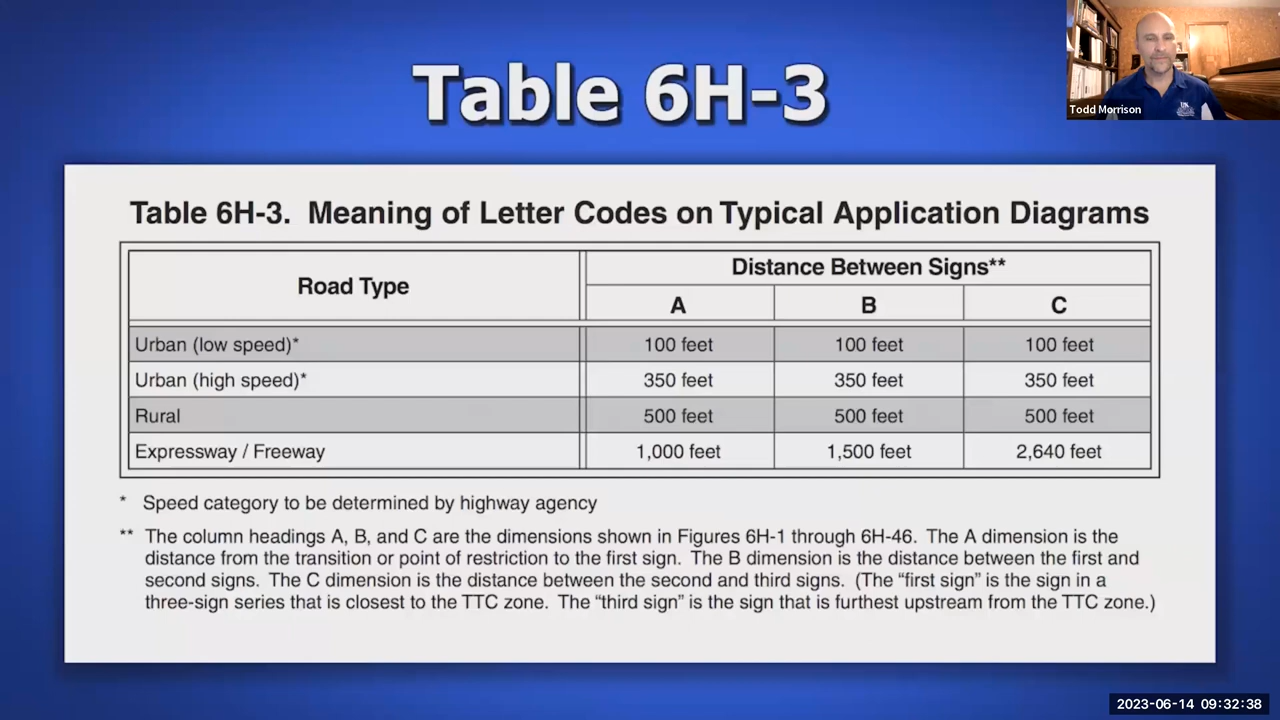 Table 6H-3
Todd Morrison
UK
Table 6H-3. Meaning of Letter Codes on Typical Application Diagrams
Road Type
Distance Between Signs**
A B C
Urban (low speed)* 100 feet 100 feet 100 feet
Urban (high speed)* 350 feet 350 feet 350 feet
Rural 500 feet 500 feet 500 feet
Expressway / Freeway 1,000 feet 1,500 feet 2,640 feet
* Speed category to be determined by highway agency
** The column headings A, B, and C are the dimensions shown in Figures 6H-1 through 6H-46. The A dimension is the
distance from the transition or point of restriction to the first sign. The B dimension is the distance between the first and
second signs. The C dimension is the distance between the second and third signs. (The “first sign” is the sign in a
three-sign series that is closest to the TTC zone. The “third sign” is the sign that is furthest upstream from the TTC zone.)
2023-06-14 09:32:38